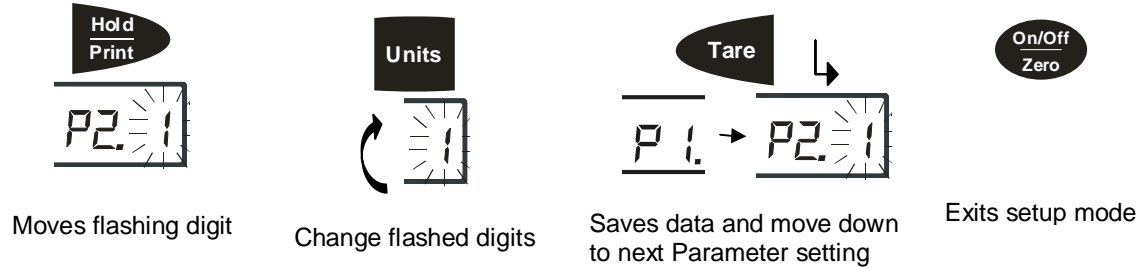 Hold
Print
P2. 1
Moves flashing digit
Units
1
Change flashed digits
Tare
P1. P2. 1
Saves data and move down
to next Parameter setting
On/Off
Zero
Exits setup mode